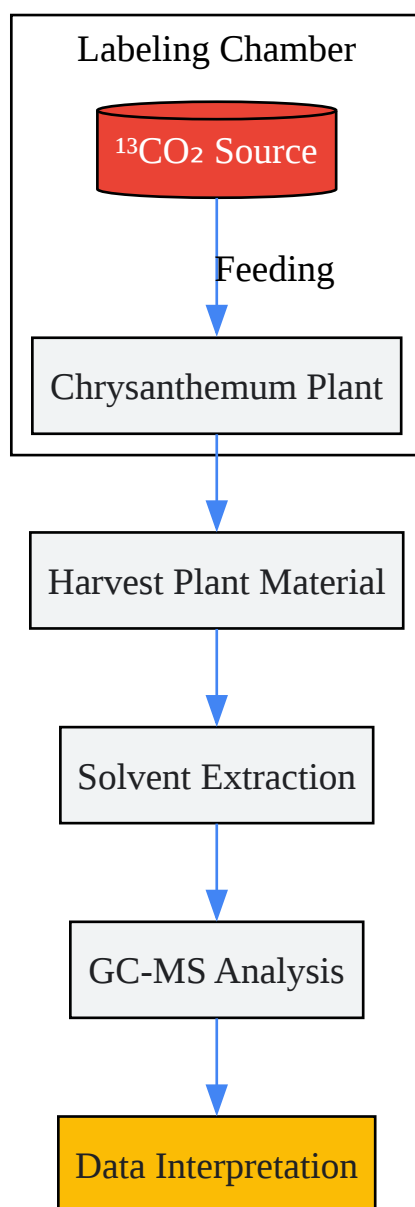 Labeling Chamber
¹³CO₂ Source
Feeding
Chrysanthemum Plant
Harvest Plant Material
Solvent Extraction
GC-MS Analysis
Data Interpretation